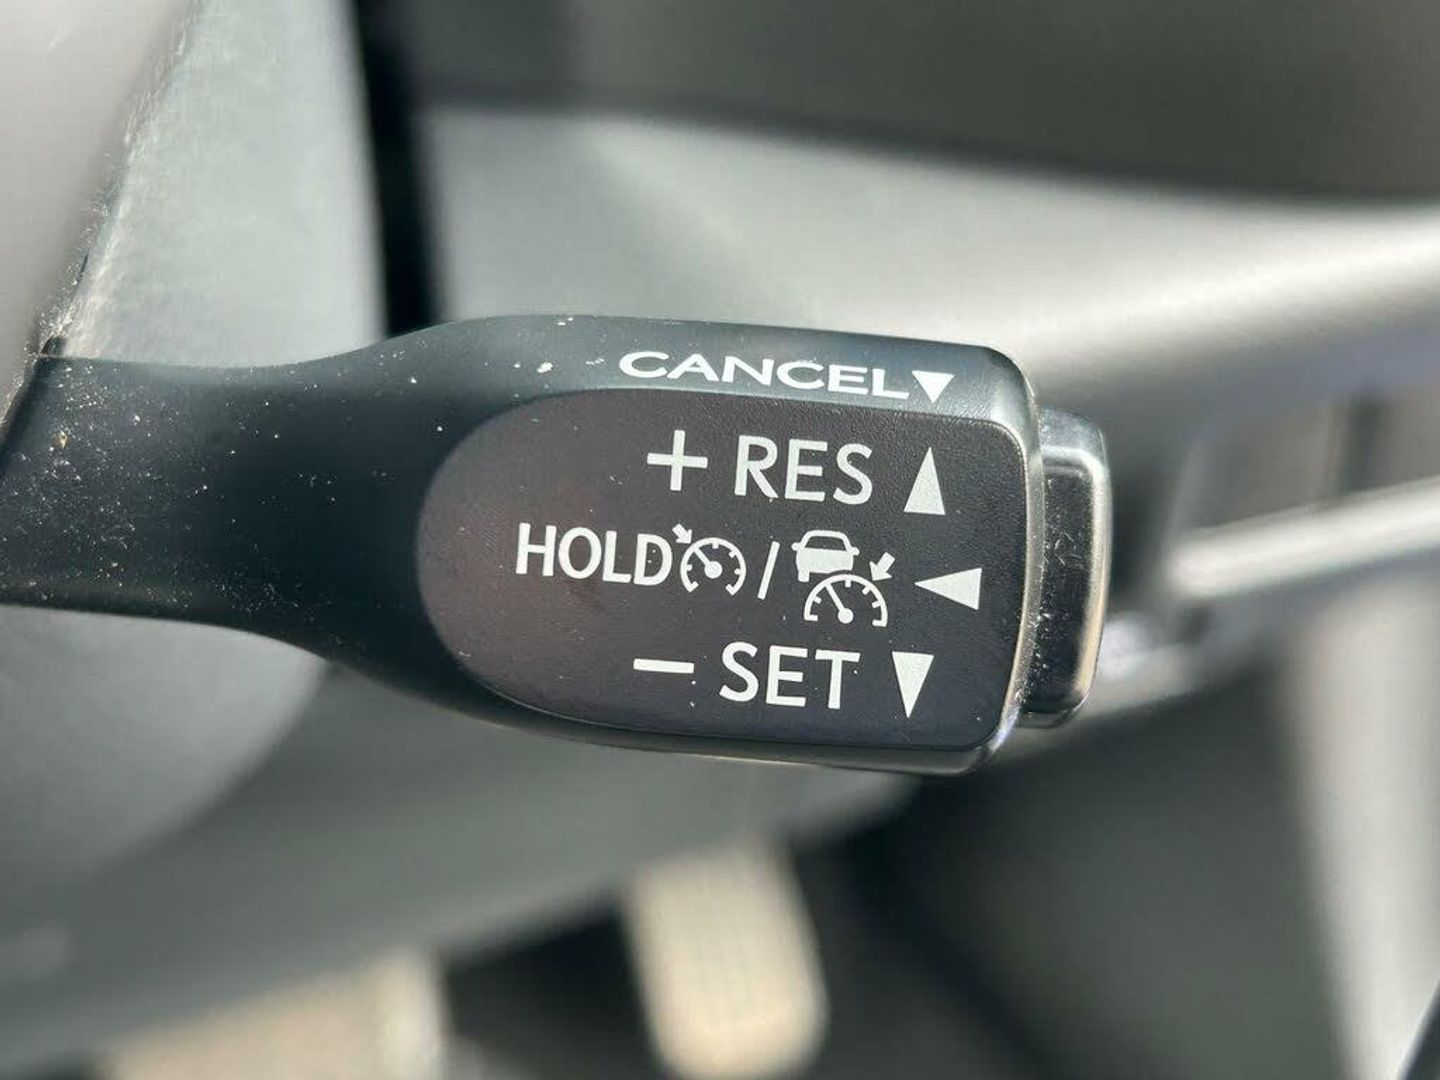 CANCEL
+ RES
HOLD /
− SET